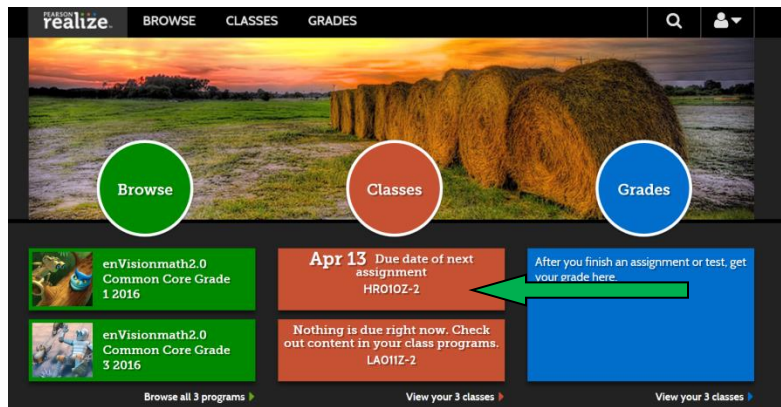 PEARSON
realize™ BROWSE CLASSES GRADES
Browse
Classes
Grades
enVisionmath2.0
Common Core Grade
1 2016
Apr 13 Due date of next
assignment
HR010Z-2
After you finish an assignment or test, get
your grade here.
enVisionmath2.0
Common Core Grade
3 2016
Nothing is due right now. Check
out content in your class programs.
LA011Z-2
Browse all 3 programs
View your 3 classes
View your 3 classes